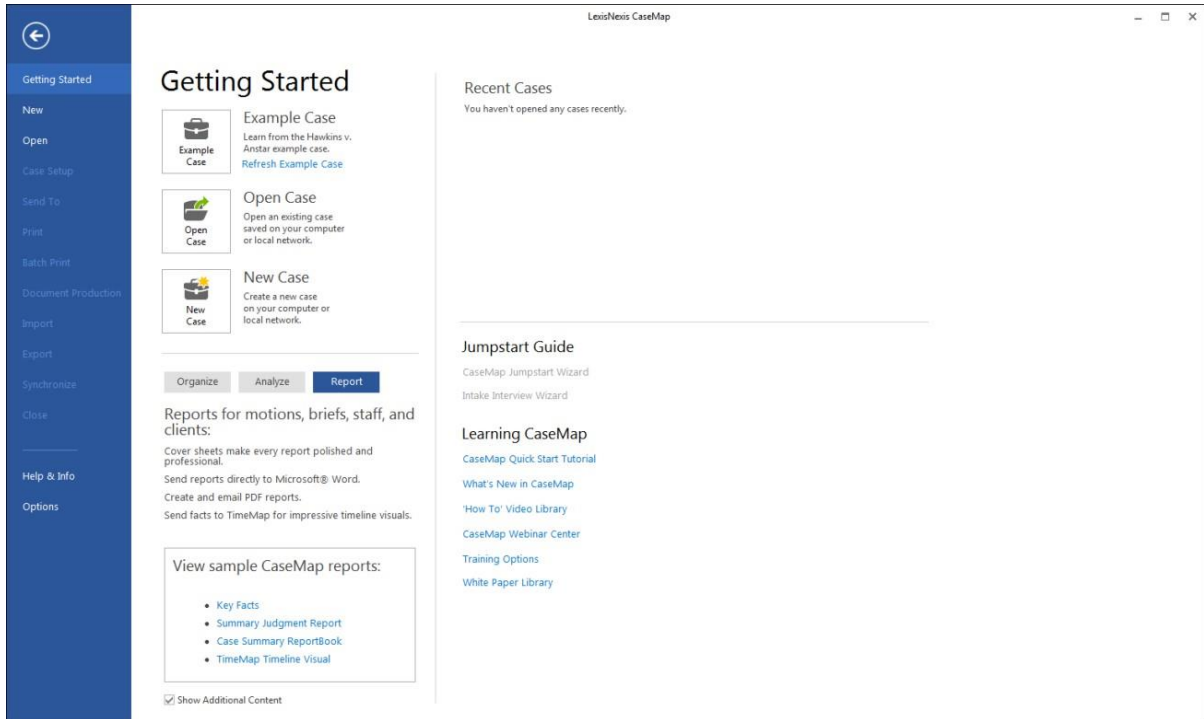 LexisNexis CaseMap
Getting Started
New
Open
Case Setup
Send To
Print
Batch Print
Document Production
Import
Export
Synchronize
Close
Help & Info
Options
Getting Started
Example
Case
Example Case
Learn from the Hawkins v.
Anstar example case.
Refresh Example Case
Open
Case
Open Case
Open an existing case
saved on your computer
or local network.
New
Case
New Case
Create a new case
on your computer or
local network.
Organize
Analyze
Report
Reports for motions, briefs, staff, and
clients:
Cover sheets make every report polished and
professional.
Send reports directly to Microsoft® Word.
Create and email PDF reports.
Send facts to TimeMap for impressive timeline visuals.
View sample CaseMap reports:
• Key Facts
• Summary Judgment Report
• Case Summary ReportBook
• TimeMap Timeline Visual
Show Additional Content
Recent Cases
You haven't opened any cases recently.
Jumpstart Guide
CaseMap Jumpstart Wizard
Intake Interview Wizard
Learning CaseMap
CaseMap Quick Start Tutorial
What's New in CaseMap
'How To' Video Library
CaseMap Webinar Center
Training Options
White Paper Library